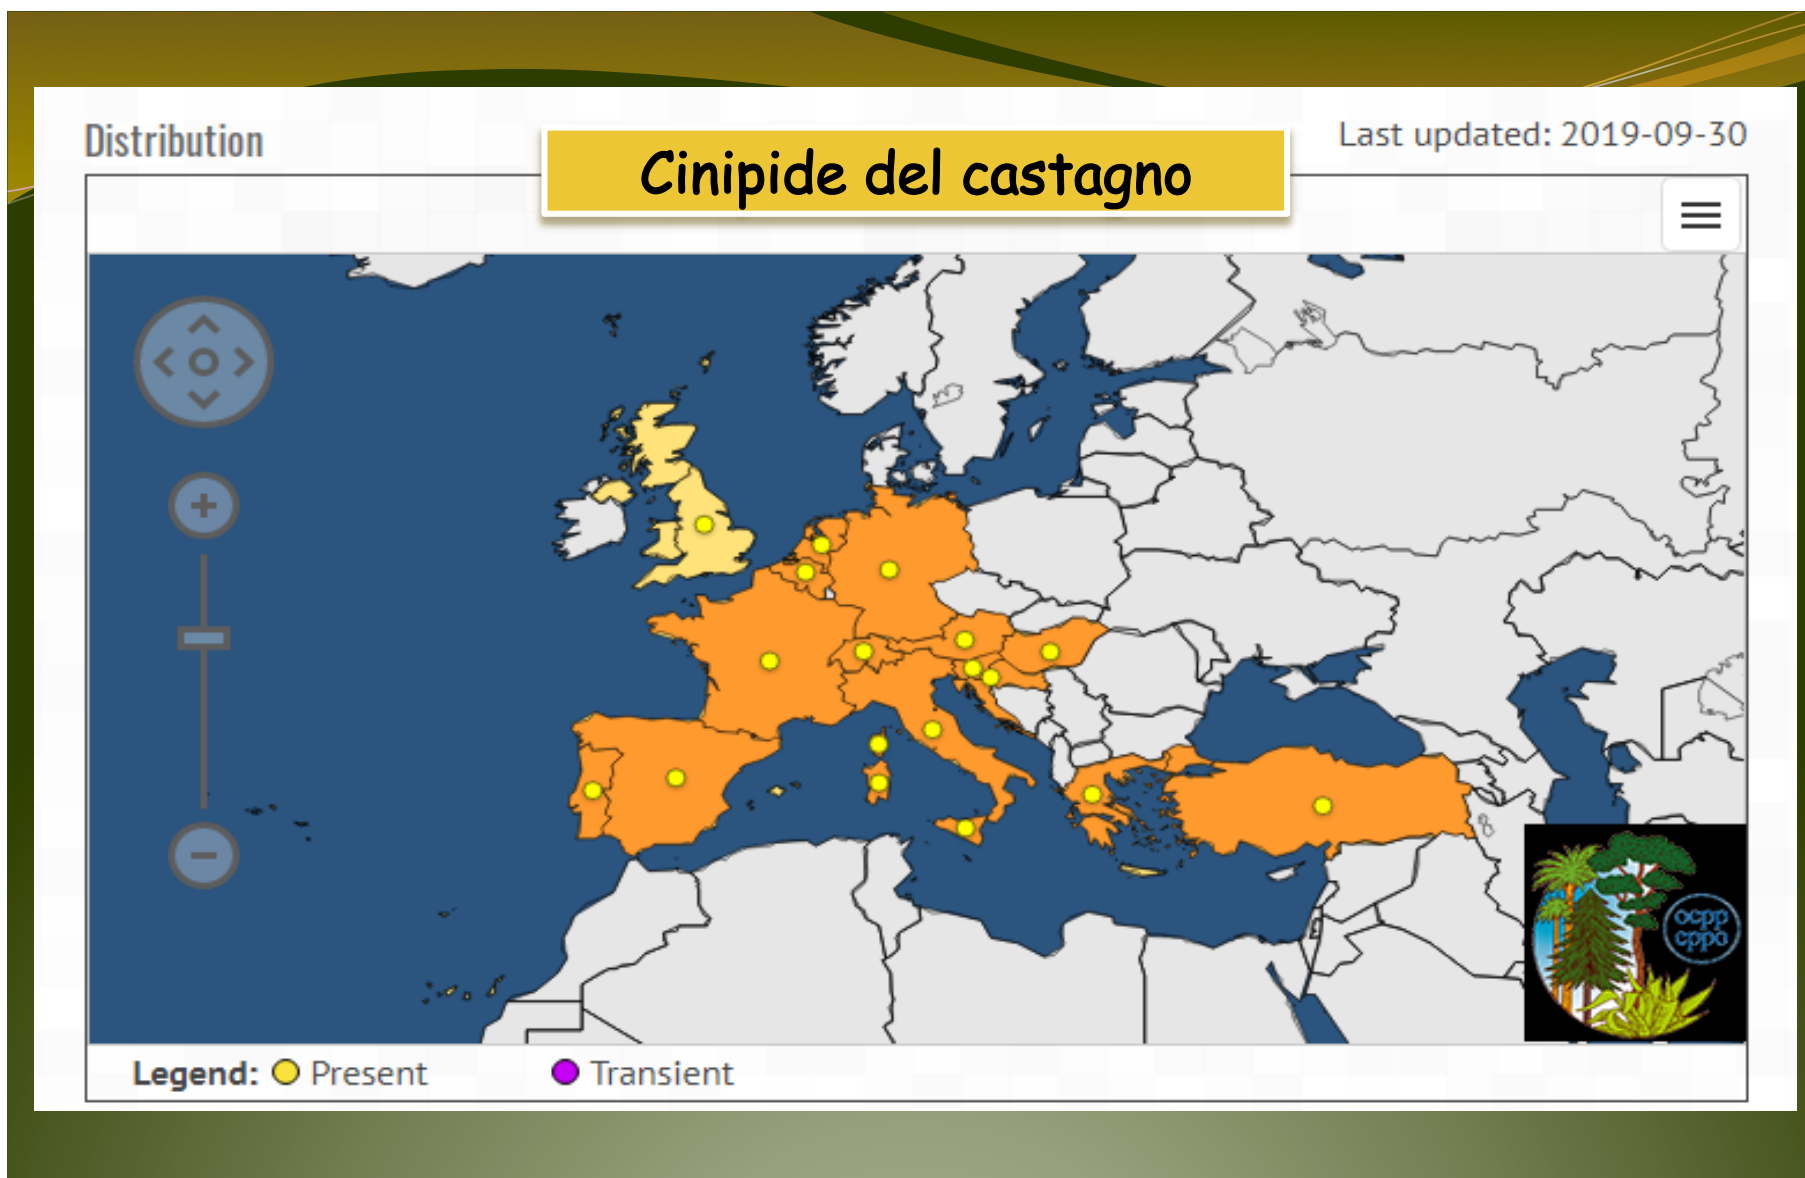 Distribution
Last updated: 2019-09-30
Cinipide del castagno
oepp
eppo
Legend: Present Transient